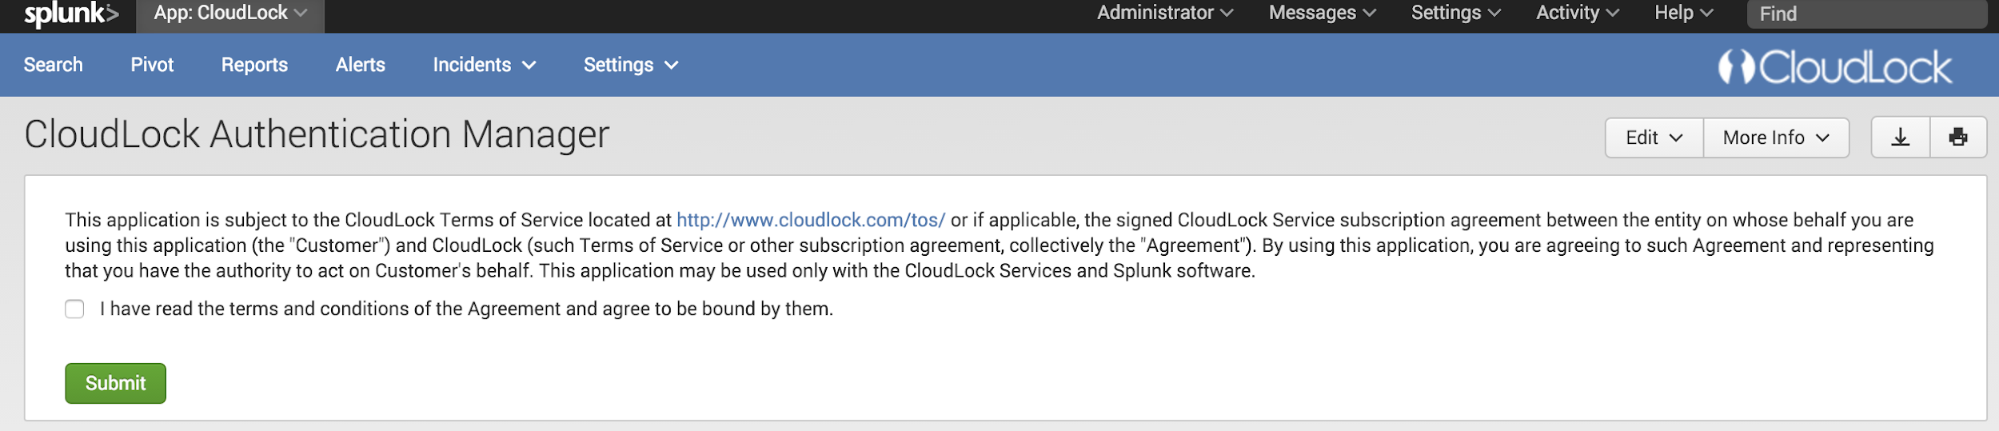 splunk> App: CloudLock Administrator Messages Settings Activity Help Find
Search Pivot Reports Alerts Incidents Settings CloudLock
CloudLock Authentication Manager Edit More Info
This application is subject to the CloudLock Terms of Service located at http://www.cloudlock.com/tos/ or if applicable, the signed CloudLock Service subscription agreement between the entity on whose behalf you are
using this application (the "Customer") and CloudLock (such Terms of Service or other subscription agreement, collectively the "Agreement"). By using this application, you are agreeing to such Agreement and representing
that you have the authority to act on Customer's behalf. This application may be used only with the CloudLock Services and Splunk software.
I have read the terms and conditions of the Agreement and agree to be bound by them.
Submit